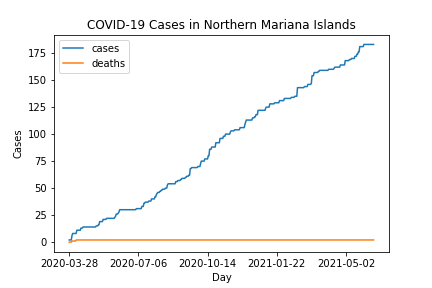 COVID-19 Cases in Northern Mariana Islands
cases
deaths
Cases
175
150
125
100
75
50
25
0
2020-03-28 2020-07-06 2020-10-14 2021-01-22 2021-05-02
Day